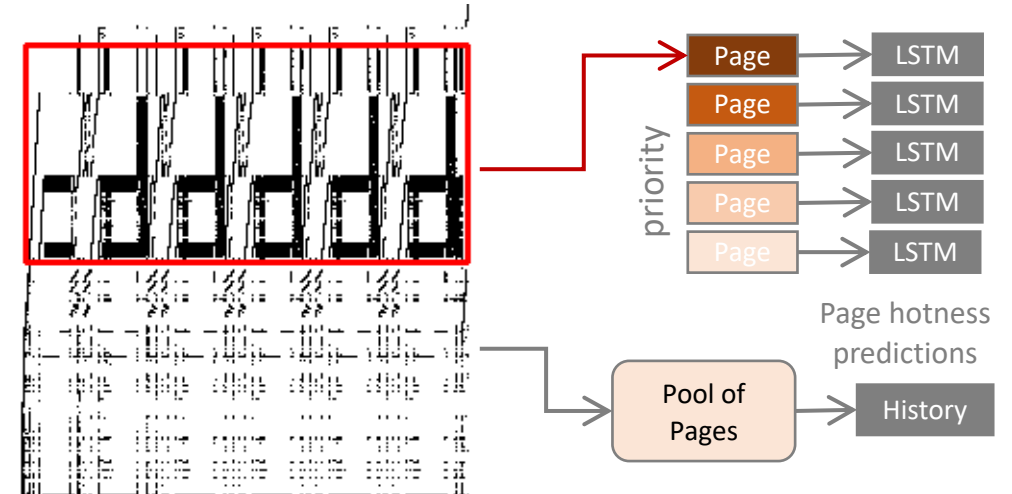 Page LSTM
Page LSTM
Page LSTM
Page LSTM
Page LSTM
priority
Page hotness
predictions
Pool of
Pages
History